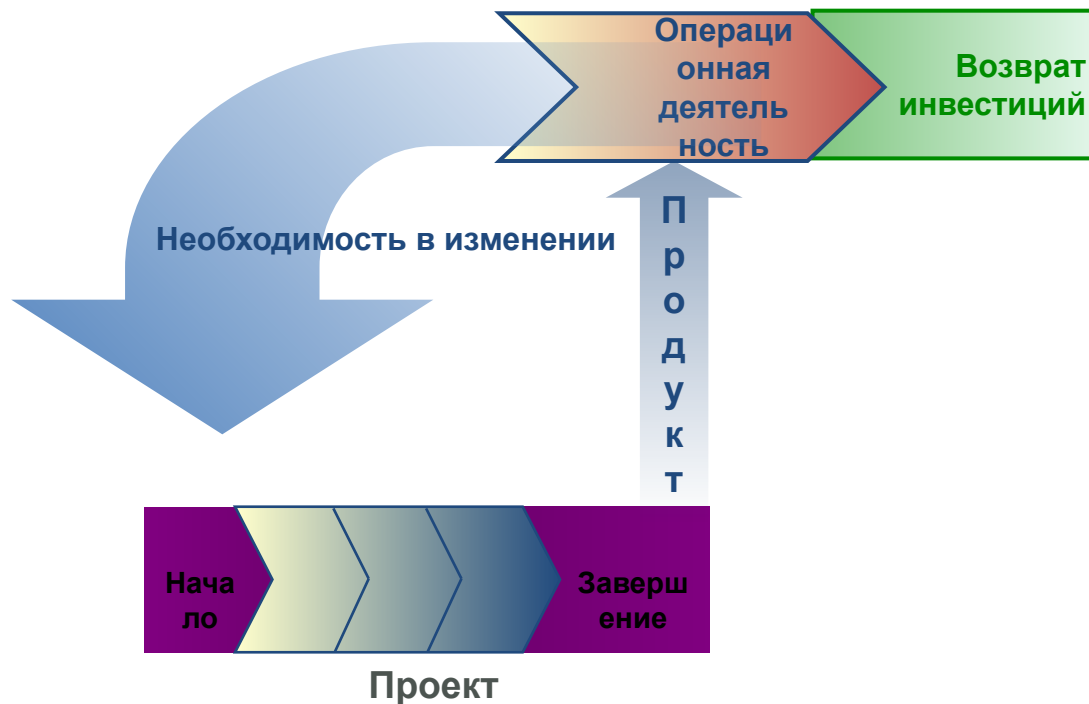 Операци
онная
деятель
ность
Возврат
инвестиций
Необходимость в изменении
П
р
о
д
у
к
т
Нача
ло
Заверш
ение
Проект